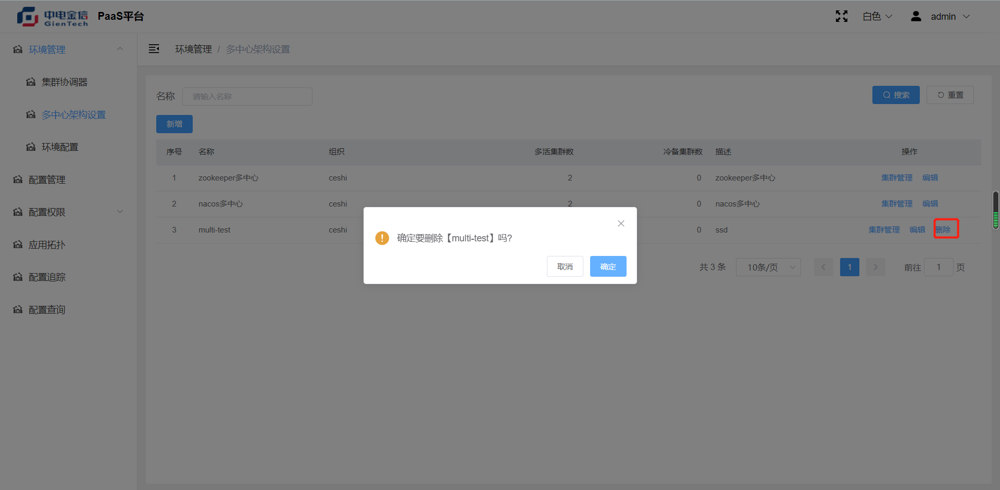 中电金信 GienTech PaaS平台 白色 admin
环境管理
集群协调器
多中心架构设置
环境配置
配置管理
配置权限
应用拓扑
配置追踪
配置查询
环境管理 / 多中心架构设置
名称 请输入名称 搜索 重置
新增
序号 名称 组织 多活集群数 冷备集群数 描述 操作
1 zookeeper多中心 ceshi 2 0 zookeeper多中心 集群管理 编辑
2 nacos多中心 ceshi 2 0 nacos多中心 集群管理 编辑
3 multi-test ceshi 0 ssd 集群管理 编辑 删除
共 3 条 10条/页 1 前往 1 页
确定要删除【multi-test】吗?
取消 确定